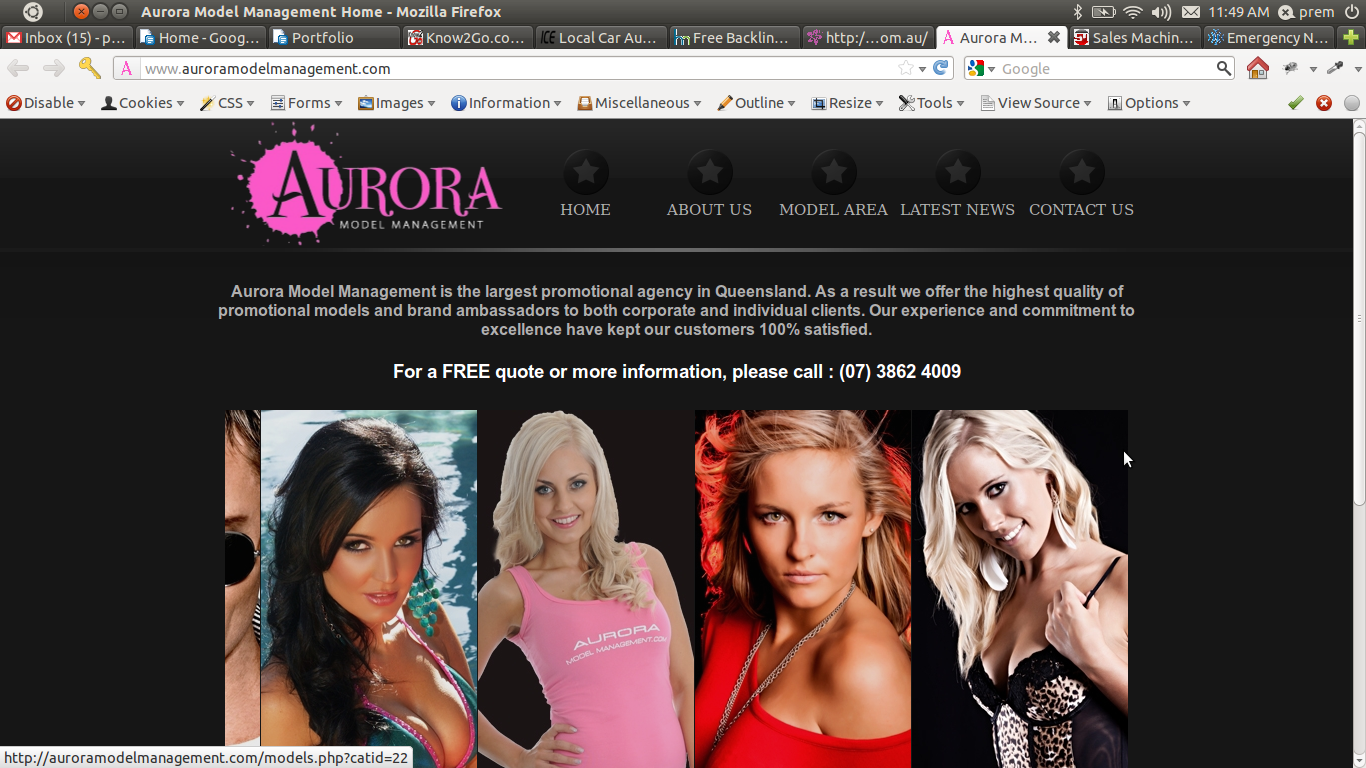 Aurora Model Management Home - Mozilla Firefox
11:49 AM prem
Inbox (15) - p...
Home - Goog...
Portfolio
Know2Go.co...
ICE Local Car Au...
Free Backlin...
http:/...om.au/
A Aurora M...
Sales Machin...
Emergency N...
A www.auroramodelmanagement.com
Google
Disable Cookies CSS Forms Images Information Miscellaneous Outline Resize Tools View Source Options
AURORA
MODEL MANAGEMENT
HOME ABOUT US MODEL AREA LATEST NEWS CONTACT US
Aurora Model Management is the largest promotional agency in Queensland. As a result we offer the highest quality of
promotional models and brand ambassadors to both corporate and individual clients. Our experience and commitment to
excellence have kept our customers 100% satisfied.
For a FREE quote or more information, please call : (07) 3862 4009
AURORA
MODEL MANAGEMENT.COM
http://auroramodelmanagement.com/models.php?catid=22